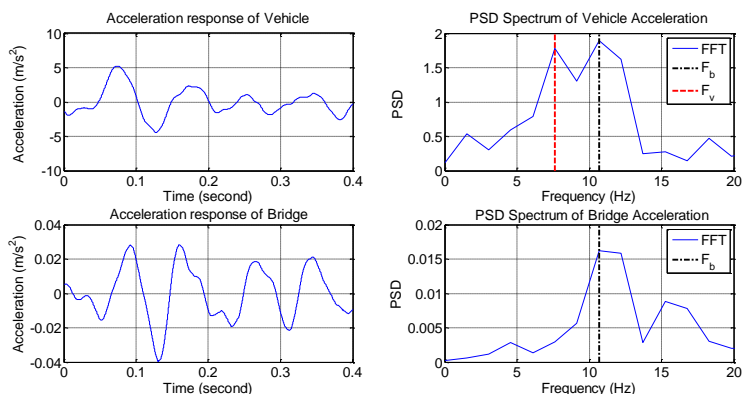 Acceleration response of Vehicle
Acceleration (m/s²)
10
5
0
-5
-10
0 0.1 0.2 0.3 0.4
Time (second)
PSD Spectrum of Vehicle Acceleration
PSD
2
1.5
1
0.5
0
0 5 10 15 20
Frequency (Hz)
FFT
F_b
F_v
Acceleration response of Bridge
Acceleration (m/s²)
0.04
0.02
0
-0.02
-0.04
0 0.1 0.2 0.3 0.4
Time (second)
PSD Spectrum of Bridge Acceleration
PSD
0.02
0.015
0.01
0.005
0
0 5 10 15 20
Frequency (Hz)
FFT
F_b